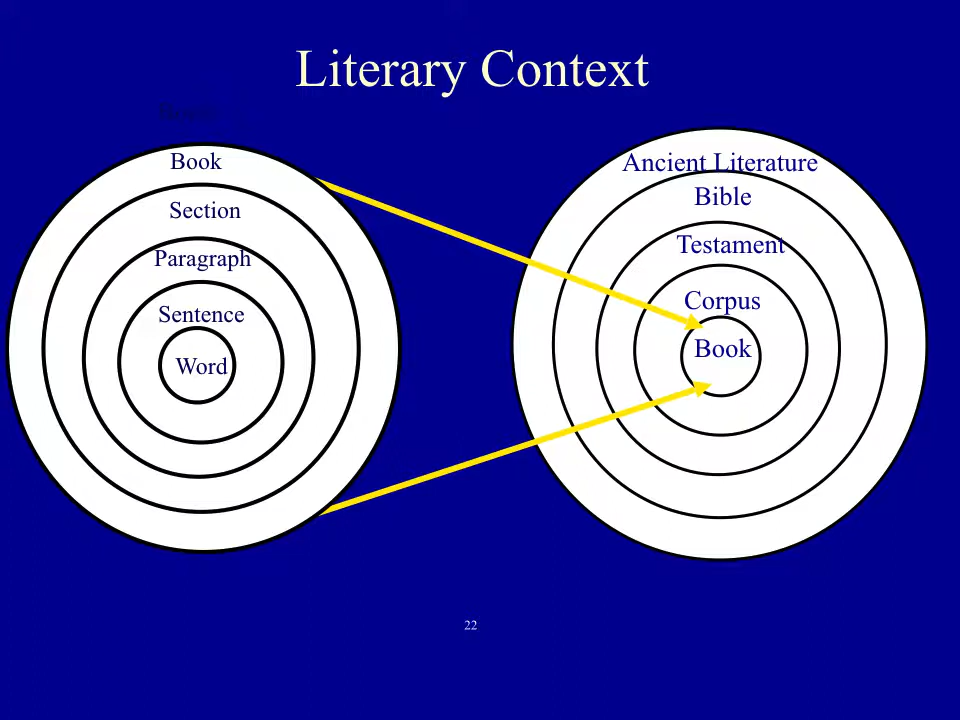 Literary Context
Book
Section
Paragraph
Sentence
Word
Ancient Literature
Bible
Testament
Corpus
Book
22